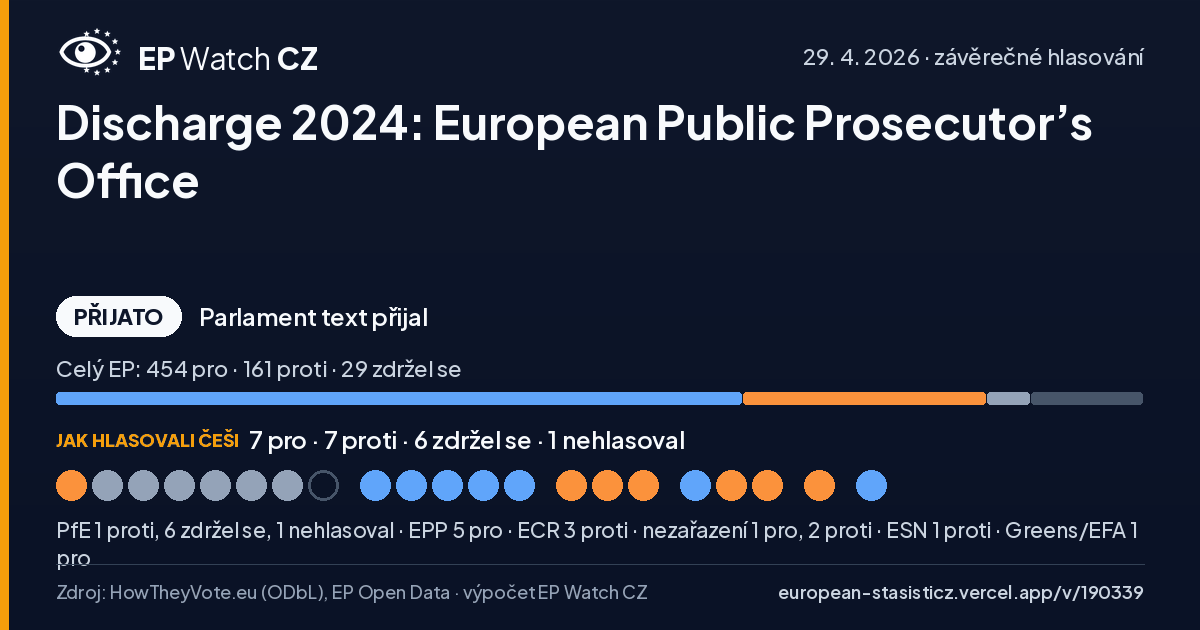 EP Watch CZ
29. 4. 2026 · závěrečné hlasování
Discharge 2024: European Public Prosecutor’s
Office
PŘIJATO Parlament text přijal
Celý EP: 454 pro · 161 proti · 29 zdržel se
JAK HLASOVALI ČEŠI 7 pro · 7 proti · 6 zdržel se · 1 nehlasoval
PfE 1 proti, 6 zdržel se, 1 nehlasoval · EPP 5 pro · ECR 3 proti · nezařazení 1 pro, 2 proti · ESN 1 proti · Greens/EFA 1
pro
Zdroj: HowTheyVote.eu (ODbL), EP Open Data · výpočet EP Watch CZ
european-stasisticz.vercel.app/v/190339